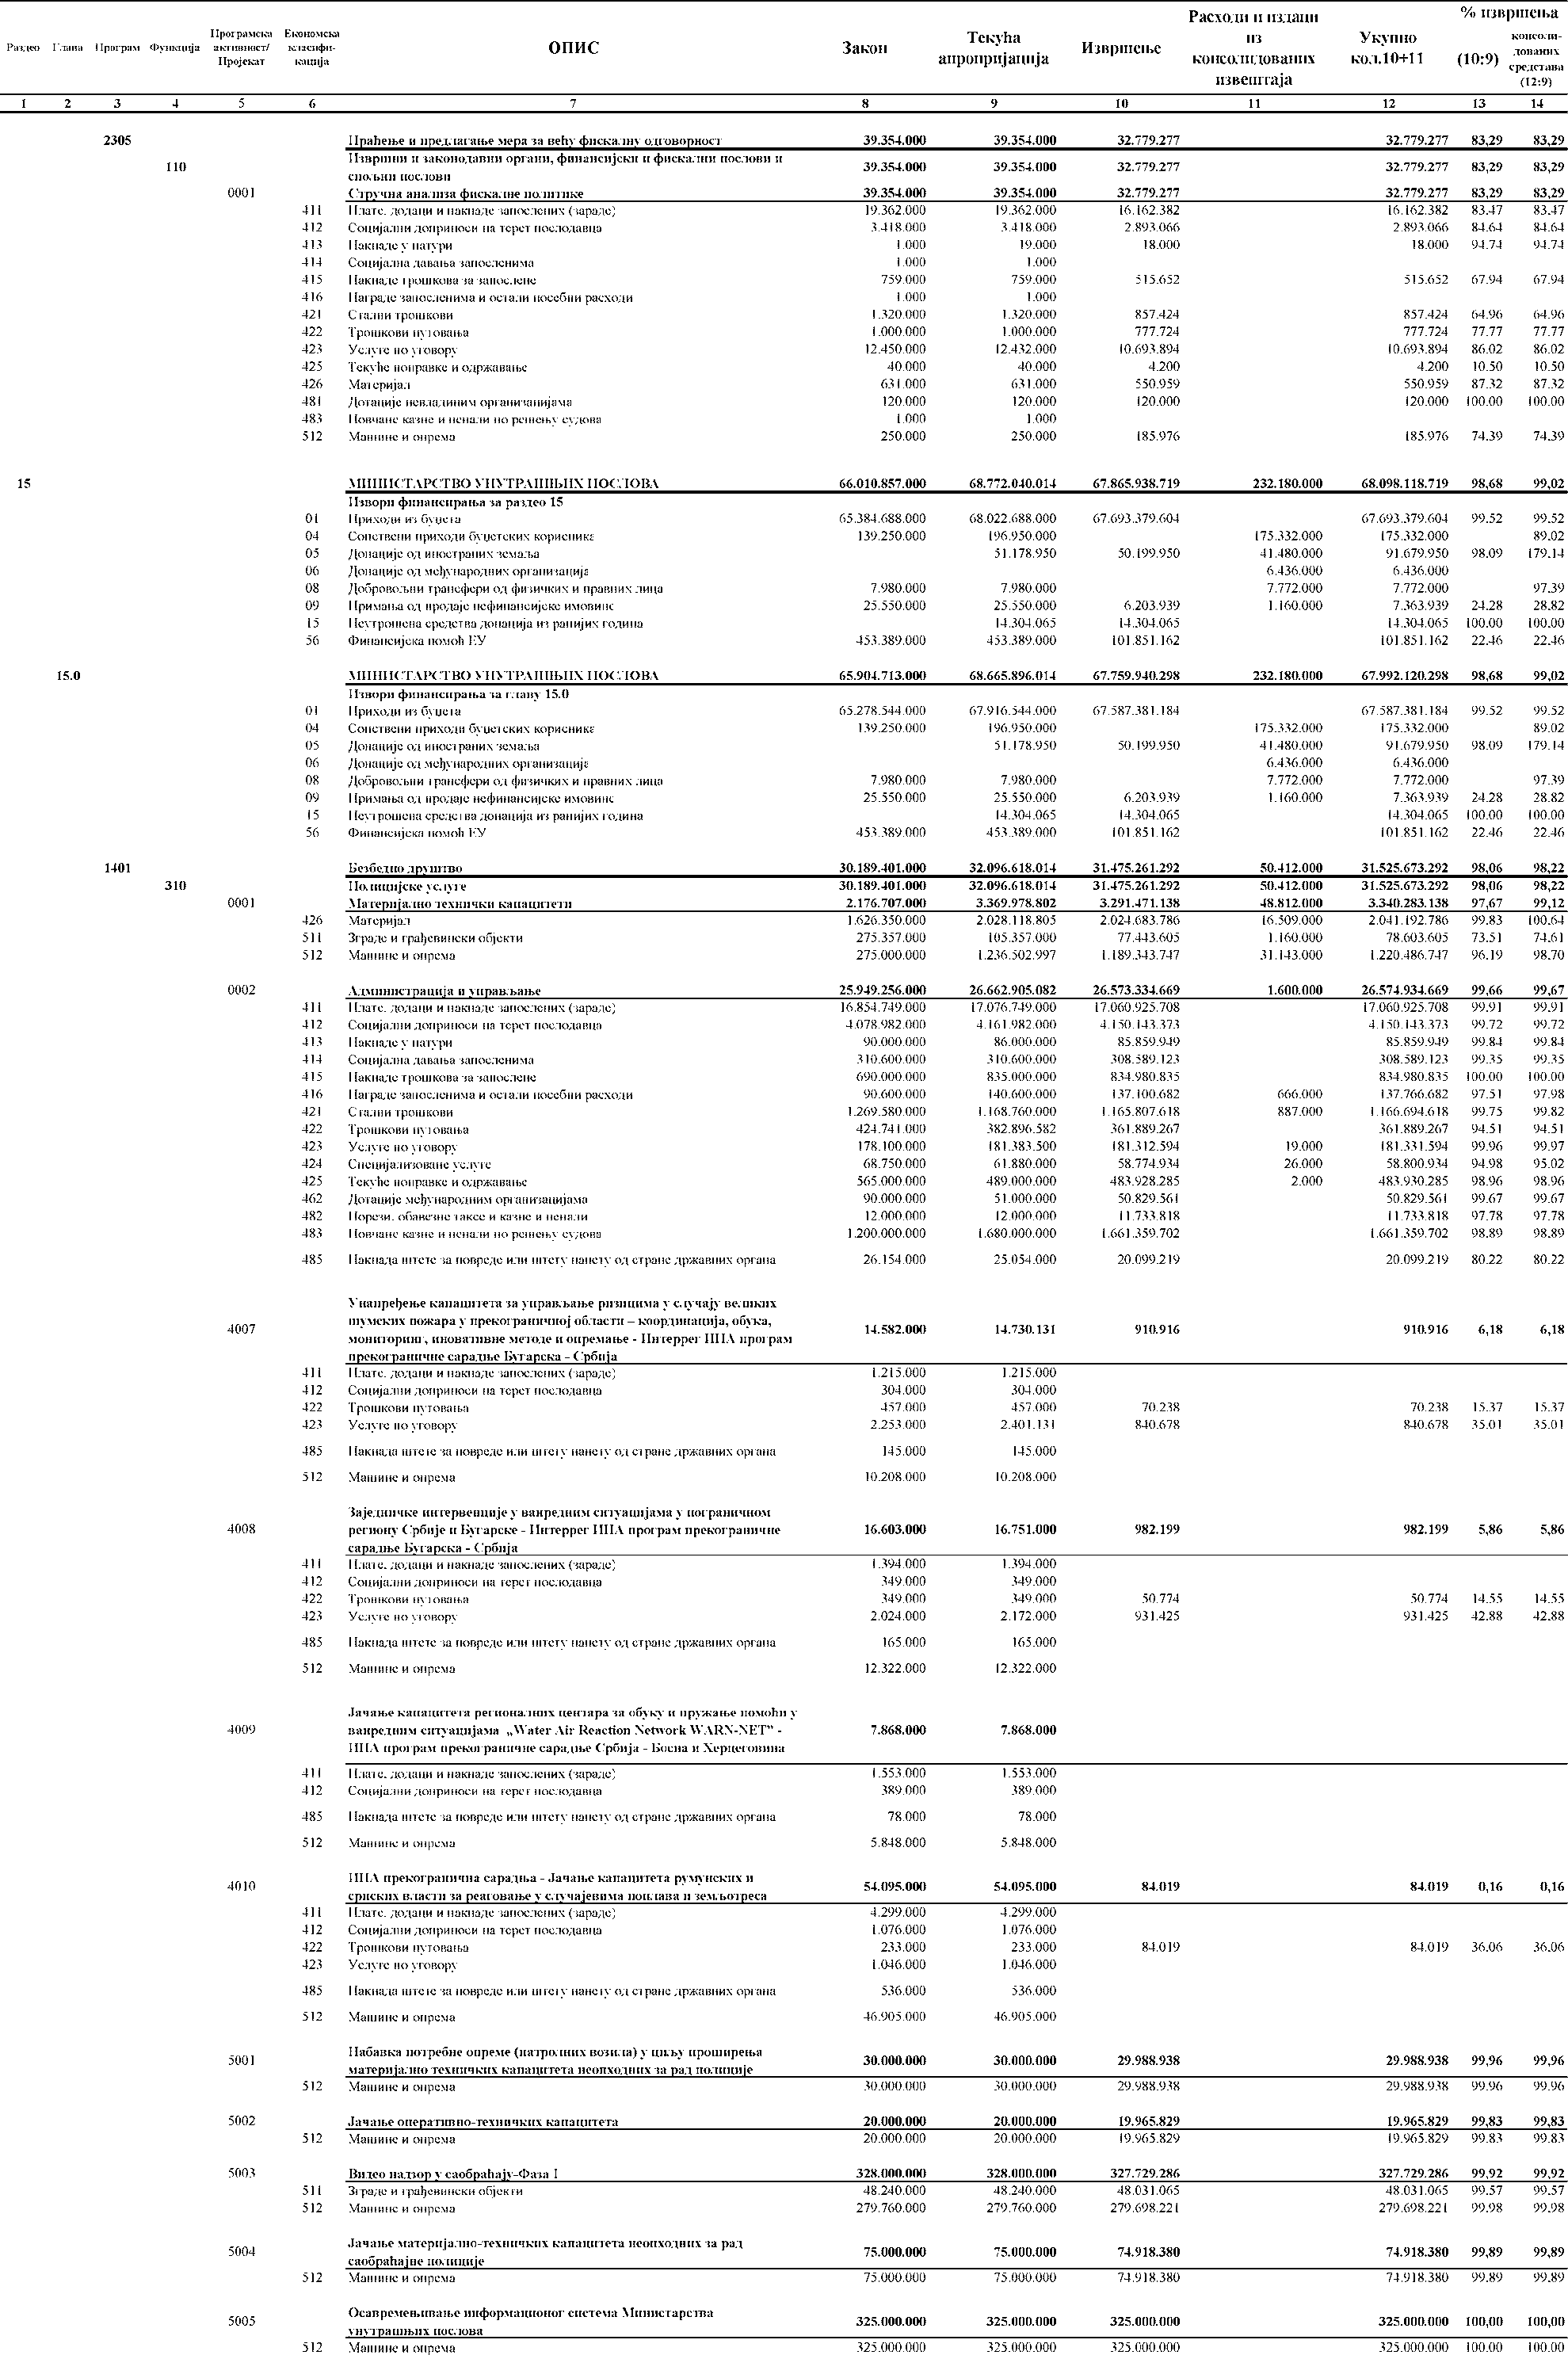 Раздео Глава Програм Функција Програмска активност/ Пројекат Економска класифи- кација ОПИС Закон Текућа апропријација Извршење Расходи и издаци из консолидованих извештаја Укупно кол.10+11 % извршења (10:9) консоли- дованих средстава (12:9)
1 2 3 4 5 6 7 8 9 10 11 12 13 14
2305 Праћење и предлагање мера за већу фискалну одговорност 39.354.000 39.354.000 32.779.277 32.779.277 83,29 83,29
110 Извршни и законодавни органи, финансијски и фискални послови и спољни послови 39.354.000 39.354.000 32.779.277 32.779.277 83,29 83,29
0001 Стручна анализа фискалне политике 39.354.000 39.354.000 32.779.277 32.779.277 83,29 83,29
411 Плате, додаци и накнаде запослених (зараде) 19.362.000 19.362.000 16.162.382 16.162.382 83,47 83,47
412 Социјални доприноси на терет послодавца 3.418.000 3.418.000 2.893.066 2.893.066 84,64 84,64
413 Накнаде у натури 1.000 19.000 18.000 18.000 94,74 94,74
414 Социјална давања запосленима 1.000 1.000
415 Накнаде трошкова за запослене 759.000 759.000 515.652 515.652 67,94 67,94
416 Награде запосленима и остали посебни расходи 1.000 1.000
421 Стални трошкови 1.320.000 1.320.000 857.424 857.424 64,96 64,96
422 Трошкови путовања 1.000.000 1.000.000 777.724 777.724 77,77 77,77
423 Услуге по уговору 12.450.000 12.432.000 10.693.894 10.693.894 86,02 86,02
425 Текуће поправке и одржавање 40.000 40.000 4.200 4.200 10,50 10,50
426 Материјал 631.000 631.000 550.959 550.959 87,32 87,32
481 Дотације невладиним организацијама 120.000 120.000 120.000 120.000 100,00 100,00
483 Новчане казне и пенали по решењу судова 1.000 1.000
512 Машине и опрема 250.000 250.000 185.976 185.976 74,39 74,39
15 МИНИСТАРСТВО УНУТРАШЊИХ ПОСЛОВА 66.010.857.000 68.772.040.014 67.865.938.719 232.180.000 68.098.118.719 98,68 99,02
Извори финансирања за раздео 15
01 Приходи из буџета 65.384.688.000 68.022.688.000 67.693.379.604 67.693.379.604 99,52 99,52
04 Сопствени приходи буџетских корисника 139.250.000 196.950.000 175.332.000 175.332.000 89,02
05 Донације од иностраних земаља 51.178.950 50.199.950 41.480.000 91.679.950 98,09 179,14
06 Донације од међународних организација 6.436.000 6.436.000
08 Добровољни трансфери од физичких и правних лица 7.980.000 7.980.000 7.772.000 7.772.000 97,39
09 Примања од продаје нефинансијске имовине 25.550.000 25.550.000 6.203.939 1.160.000 7.363.939 24,28 28,82
15 Неутрошена средства донација из ранијих година 14.304.065 14.304.065 14.304.065 100,00 100,00
56 Финансијска помоћ ЕУ 453.389.000 453.389.000 101.851.162 101.851.162 22,46 22,46
15.0 МИНИСТАРСТВО УНУТРАШЊИХ ПОСЛОВА 65.904.713.000 68.665.896.014 67.759.940.298 232.180.000 67.992.120.298 98,68 99,02
Извори финансирања за главу 15.0
01 Приходи из буџета 65.278.544.000 67.916.544.000 67.587.381.184 67.587.381.184 99,52 99,52
04 Сопствени приходи буџетских корисника 139.250.000 196.950.000 175.332.000 175.332.000 89,02
05 Донације од иностраних земаља 51.178.950 50.199.950 41.480.000 91.679.950 98,09 179,14
06 Донације од међународних организација 6.436.000 6.436.000
08 Добровољни трансфери од физичких и правних лица 7.980.000 7.980.000 7.772.000 7.772.000 97,39
09 Примања од продаје нефинансијске имовине 25.550.000 25.550.000 6.203.939 1.160.000 7.363.939 24,28 28,82
15 Неутрошена средства донација из ранијих година 14.304.065 14.304.065 14.304.065 100,00 100,00
56 Финансијска помоћ ЕУ 453.389.000 453.389.000 101.851.162 101.851.162 22,46 22,46
1401 Безбедно друштво 30.189.401.000 32.096.618.014 31.475.261.292 50.412.000 31.525.673.292 98,06 98,22
310 Полицијске услуге 30.189.401.000 32.096.618.014 31.475.261.292 50.412.000 31.525.673.292 98,06 98,22
0001 Материјално технички капацитети 2.176.707.000 3.369.978.802 3.291.471.138 48.812.000 3.340.283.138 97,67 99,12
426 Материјал 1.626.350.000 2.028.118.805 2.024.683.786 16.509.000 2.041.192.786 99,83 100,64
511 Зграде и грађевински објекти 275.357.000 105.357.000 77.443.605 1.160.000 78.603.605 73,51 74,61
512 Машине и опрема 275.000.000 1.236.502.997 1.189.343.747 31.143.000 1.220.486.747 96,19 98,70
0002 Администрација и управљање 25.949.256.000 26.662.905.082 26.573.334.669 1.600.000 26.574.934.669 99,66 99,67
411 Плате, додаци и накнаде запослених (зараде) 16.854.749.000 17.076.749.000 17.060.925.708 17.060.925.708 99,91 99,91
412 Социјални доприноси на терет послодавца 4.078.982.000 4.161.982.000 4.150.143.373 4.150.143.373 99,72 99,72
413 Накнаде у натури 90.000.000 86.000.000 85.859.949 85.859.949 99,84 99,84
414 Социјална давања запосленима 310.600.000 310.600.000 308.589.123 308.589.123 99,35 99,35
415 Накнаде трошкова за запослене 690.000.000 835.000.000 834.980.835 834.980.835 100,00 100,00
416 Награде запосленима и остали посебни расходи 90.600.000 140.600.000 137.100.682 666.000 137.766.682 97,51 97,98
421 Стални трошкови 1.269.580.000 1.168.760.000 1.165.807.618 887.000 1.166.694.618 99,75 99,82
422 Трошкови путовања 424.741.000 382.896.582 361.889.267 361.889.267 94,51 94,51
423 Услуге по уговору 178.100.000 181.383.500 181.312.594 19.000 181.331.594 99,96 99,97
424 Специјализоване услуге 68.750.000 61.880.000 58.774.934 26.000 58.800.934 94,98 95,02
425 Текуће поправке и одржавање 565.000.000 489.000.000 483.928.285 2.000 483.930.285 98,96 98,96
462 Дотације међународним организацијама 90.000.000 51.000.000 50.829.561 50.829.561 99,67 99,67
482 Порези, обавезне таксе и казне и пенали 12.000.000 12.000.000 11.733.818 11.733.818 97,78 97,78
483 Новчане казне и пенали по решењу судова 1.200.000.000 1.680.000.000 1.661.359.702 1.661.359.702 98,89 98,89
485 Накнада штете за повреде или штету нанету од стране државних органа 26.154.000 25.054.000 20.099.219 20.099.219 80,22 80,22
4007 Унапређење капацитета за управљање ризицима у случају великих
шумских пожара у прекограничној области – координација, обука,
мониторинг, иновативне методе и опремање - Интеррег ИПА програм
прекограничне сарадње Бугарска - Србија 14.582.000 14.730.131 910.916 910.916 6,18 6,18
411 Плате, додаци и накнаде запослених (зараде) 1.215.000 1.215.000
412 Социјални доприноси на терет послодавца 304.000 304.000
422 Трошкови путовања 457.000 457.000 70.238 70.238 15,37 15,37
423 Услуге по уговору 2.253.000 2.401.131 840.678 840.678 35,01 35,01
485 Накнада штете за повреде или штету нанету од стране државних органа 145.000 145.000
512 Машине и опрема 10.208.000 10.208.000
4008 Заједничке интервенције у ванредним ситуацијама у пограничном
региону Србије и Бугарске - Интеррег ИПА програм прекограничне
сарадње Бугарска - Србија 16.603.000 16.751.000 982.199 982.199 5,86 5,86
411 Плате, додаци и накнаде запослених (зараде) 1.394.000 1.394.000
412 Социјални доприноси на терет послодавца 349.000 349.000
422 Трошкови путовања 349.000 349.000 50.774 50.774 14,55 14,55
423 Услуге по уговору 2.024.000 2.172.000 931.425 931.425 42,88 42,88
485 Накнада штете за повреде или штету нанету од стране државних органа 165.000 165.000
512 Машине и опрема 12.322.000 12.322.000
4009 Јачање капацитета регионалних центара за обуку и пружање помоћи у
ванредним ситуацијама „Water Air Reaction Network WARN-NET” -
ИПА програм прекограничне сарадње Србија - Босна и Херцеговина 7.868.000 7.868.000
411 Плате, додаци и накнаде запослених (зараде) 1.553.000 1.553.000
412 Социјални доприноси на терет послодавца 389.000 389.000
485 Накнада штете за повреде или штету нанету од стране државних органа 78.000 78.000
512 Машине и опрема 5.848.000 5.848.000
4010 ИПА прекогранична сарадња - Јачање капацитета румунских и
српских власти за реаговање у случајевима поплава и земљотреса 54.095.000 54.095.000 84.019 84.019 0,16 0,16
411 Плате, додаци и накнаде запослених (зараде) 4.299.000 4.299.000
412 Социјални доприноси на терет послодавца 1.076.000 1.076.000
422 Трошкови путовања 233.000 233.000 84.019 84.019 36,06 36,06
423 Услуге по уговору 1.046.000 1.046.000
485 Накнада штете за повреде или штету нанету од стране државних органа 536.000 536.000
512 Машине и опрема 46.905.000 46.905.000
5001 Набавка потребне опреме (патролних возила) у циљу проширења
материјално техничких капацитета неопходних за рад полиције 30.000.000 30.000.000 29.988.938 29.988.938 99,96 99,96
512 Машине и опрема 30.000.000 30.000.000 29.988.938 29.988.938 99,96 99,96
5002 Јачање оперативно-техничких капацитета 20.000.000 20.000.000 19.965.829 19.965.829 99,83 99,83
512 Машине и опрема 20.000.000 20.000.000 19.965.829 19.965.829 99,83 99,83
5003 Видео надзор у саобраћају-Фаза I 328.000.000 328.000.000 327.729.286 327.729.286 99,92 99,92
511 Зграде и грађевински објекти 48.240.000 48.240.000 48.031.065 48.031.065 99,57 99,57
512 Машине и опрема 279.760.000 279.760.000 279.698.221 279.698.221 99,98 99,98
5004 Јачање материјално-техничких капацитета неопходних за рад
саобраћајне полиције 75.000.000 75.000.000 74.918.380 74.918.380 99,89 99,89
512 Машине и опрема 75.000.000 75.000.000 74.918.380 74.918.380 99,89 99,89
5005 Осавремењивање информационог система Министарства
унутрашњих послова 325.000.000 325.000.000 325.000.000 325.000.000 100,00 100,00
512 Машине и опрема 325.000.000 325.000.000 325.000.000 325.000.000 100,00 100,00